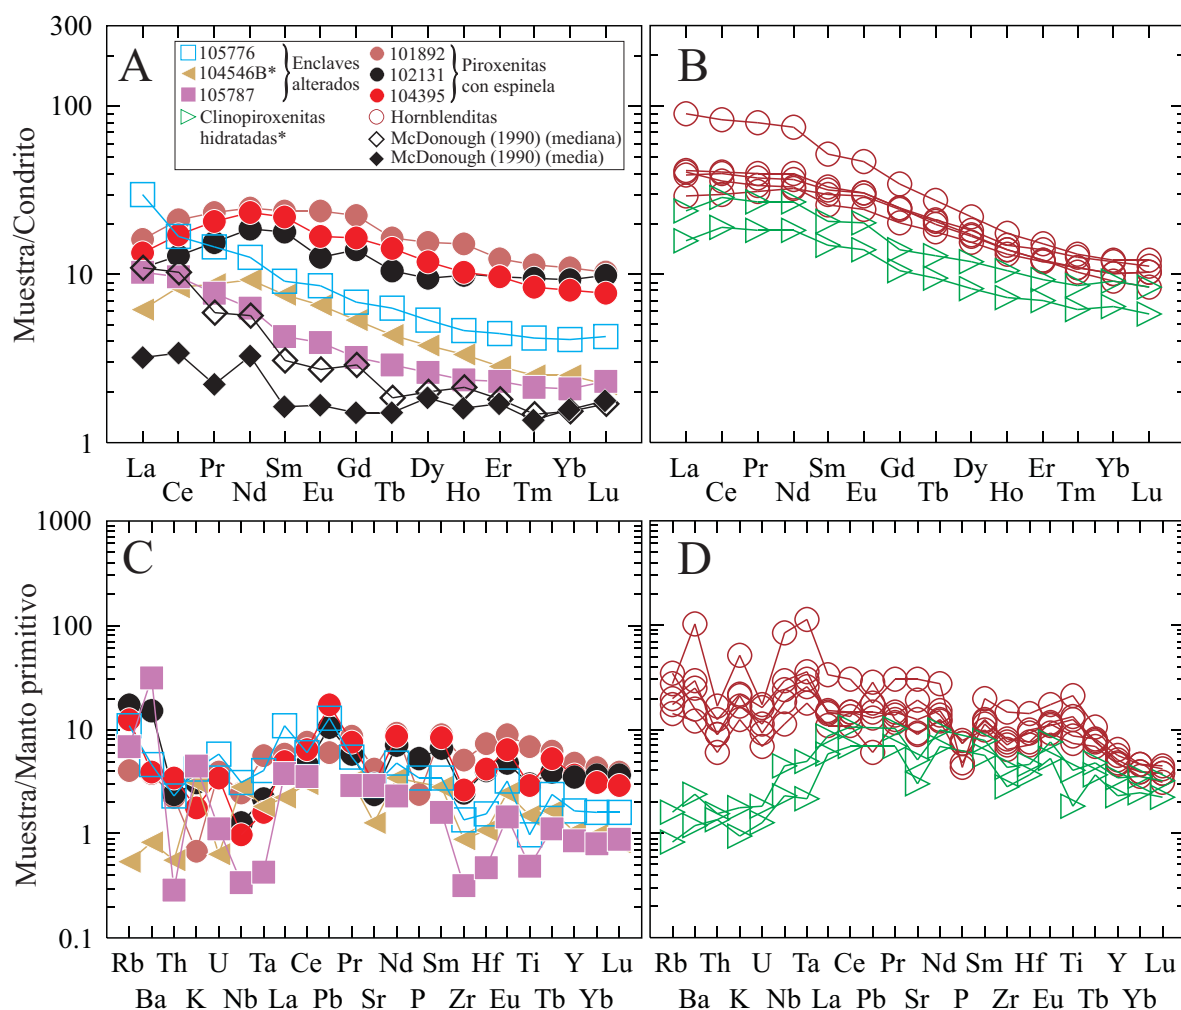 300
100
10
1
Muestra/Condrito
A
105776
104546B*
105787
Enclaves
alterados
Clinopiroxenitas
hidratadas*
101892
102131
104395
Piroxenitas
con espinela
Hornblenditas
McDonough (1990) (mediana)
McDonough (1990) (media)
B
La Pr Sm Gd Dy Er Yb
Ce Nd Eu Tb Ho Tm Lu
La Pr Sm Gd Dy Er Yb
Ce Nd Eu Tb Ho Tm Lu
1000
100
10
1
0.1
Muestra/Manto primitivo
C
D
Rb Th U Ta Ce Pr Nd Sm Hf Ti Y Lu
Ba K Nb La Pb Sr P Zr Eu Tb Yb
Rb Th U Ta Ce Pr Nd Sm Hf Ti Y Lu
Ba K Nb La Pb Sr P Zr Eu Tb Yb